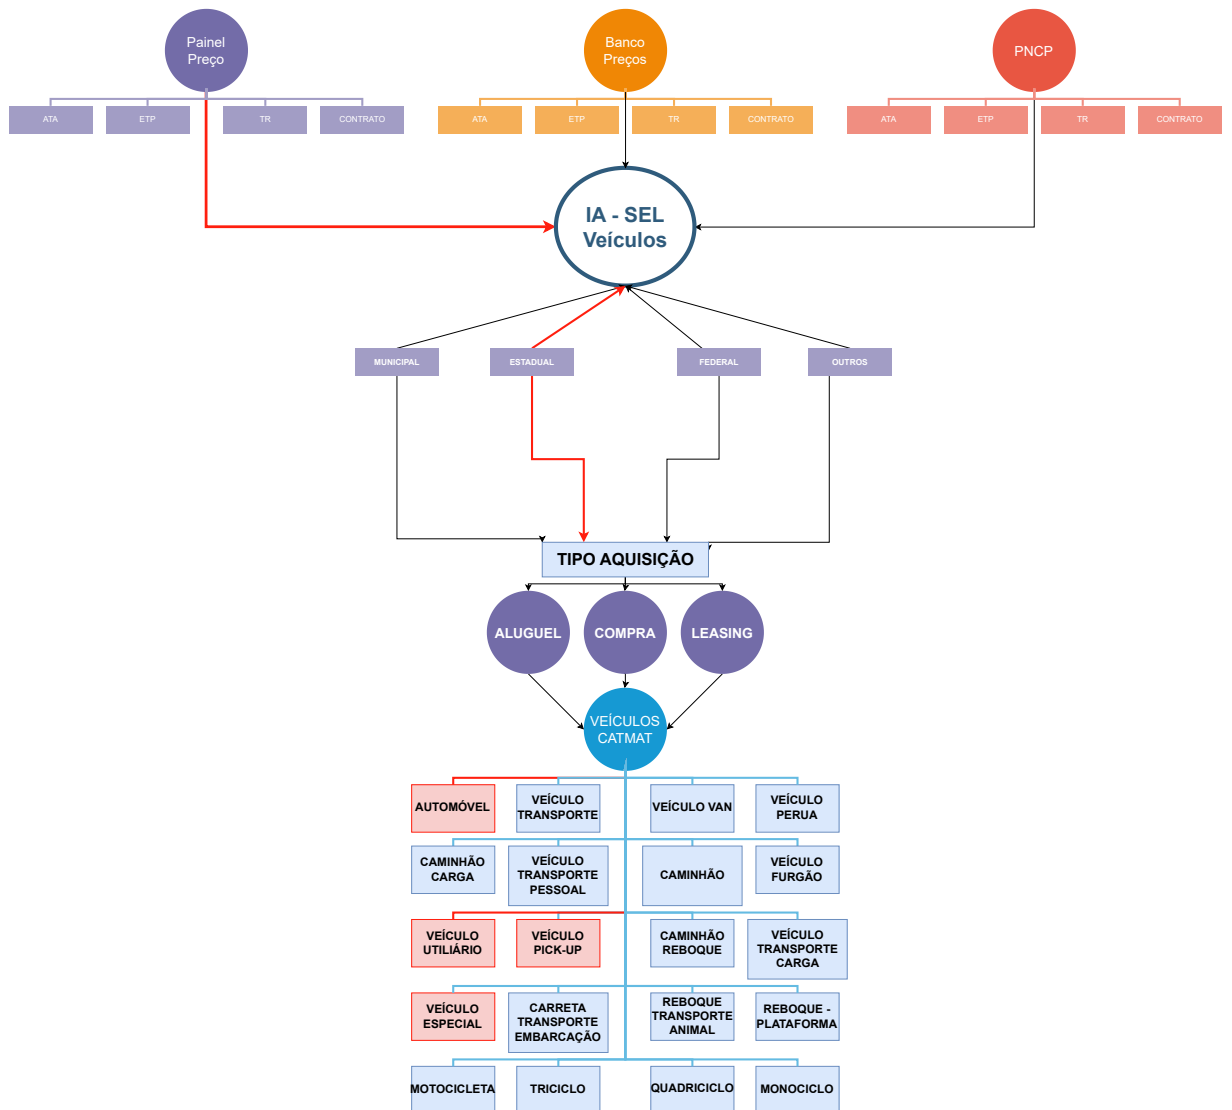 Painel
Preço
Banco
Preços
PNCP
ATA
ETP
TR
CONTRATO
ATA
ETP
TR
CONTRATO
ATA
ETP
TR
CONTRATO
IA - SEL
Veículos
MUNICIPAL
ESTADUAL
FEDERAL
OUTROS
TIPO AQUISIÇÃO
ALUGUEL
COMPRA
LEASING
VEÍCULOS
CATMAT
AUTOMÓVEL
VEÍCULO
TRANSPORTE
VEÍCULO VAN
VEÍCULO
PERUA
CAMINHÃO
CARGA
VEÍCULO
TRANSPORTE
PESSOAL
CAMINHÃO
VEÍCULO
FURGÃO
VEÍCULO
UTILIÁRIO
VEÍCULO
PICK-UP
CAMINHÃO
REBOQUE
VEÍCULO
TRANSPORTE
CARGA
VEÍCULO
ESPECIAL
CARRETA
TRANSPORTE
EMBARCAÇÃO
REBOQUE
TRANSPORTE
ANIMAL
REBOQUE -
PLATAFORMA
MOTOCICLETA
TRICICLO
QUADRICICLO
MONOCICLO